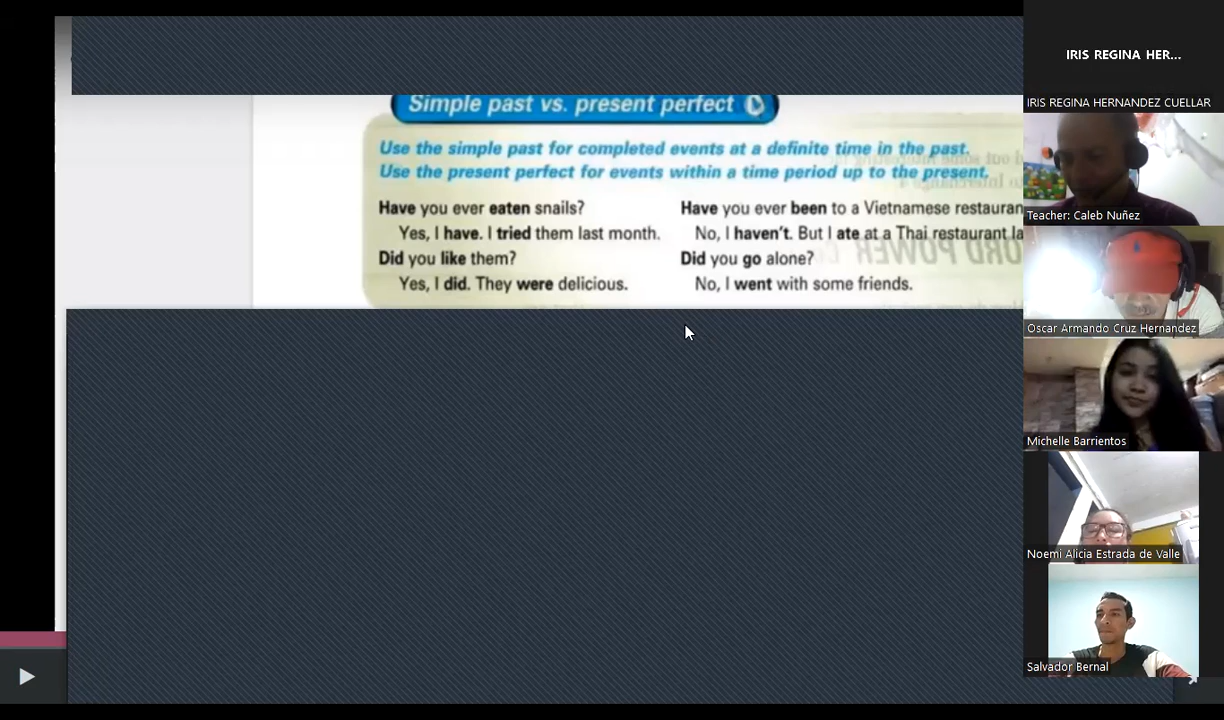 Simple past vs. present perfect
Use the simple past for completed events at a definite time in the past.
Use the present perfect for events within a time period up to the present.
Have you ever eaten snails?
Yes, I have. I tried them last month.
Did you like them?
Yes, I did. They were delicious.
Have you ever been to a Vietnamese restauran
No, I haven't. But I ate at a Thai restaurant la
Did you go alone?
No, I went with some friends.
IRIS REGINA HER...
IRIS REGINA HERNANDEZ CUELLAR
Teacher: Caleb Nuñez
Oscar Armando Cruz Hernandez
Michelle Barrientos
Noemi Alicia Estrada de Valle
Salvador Bernal